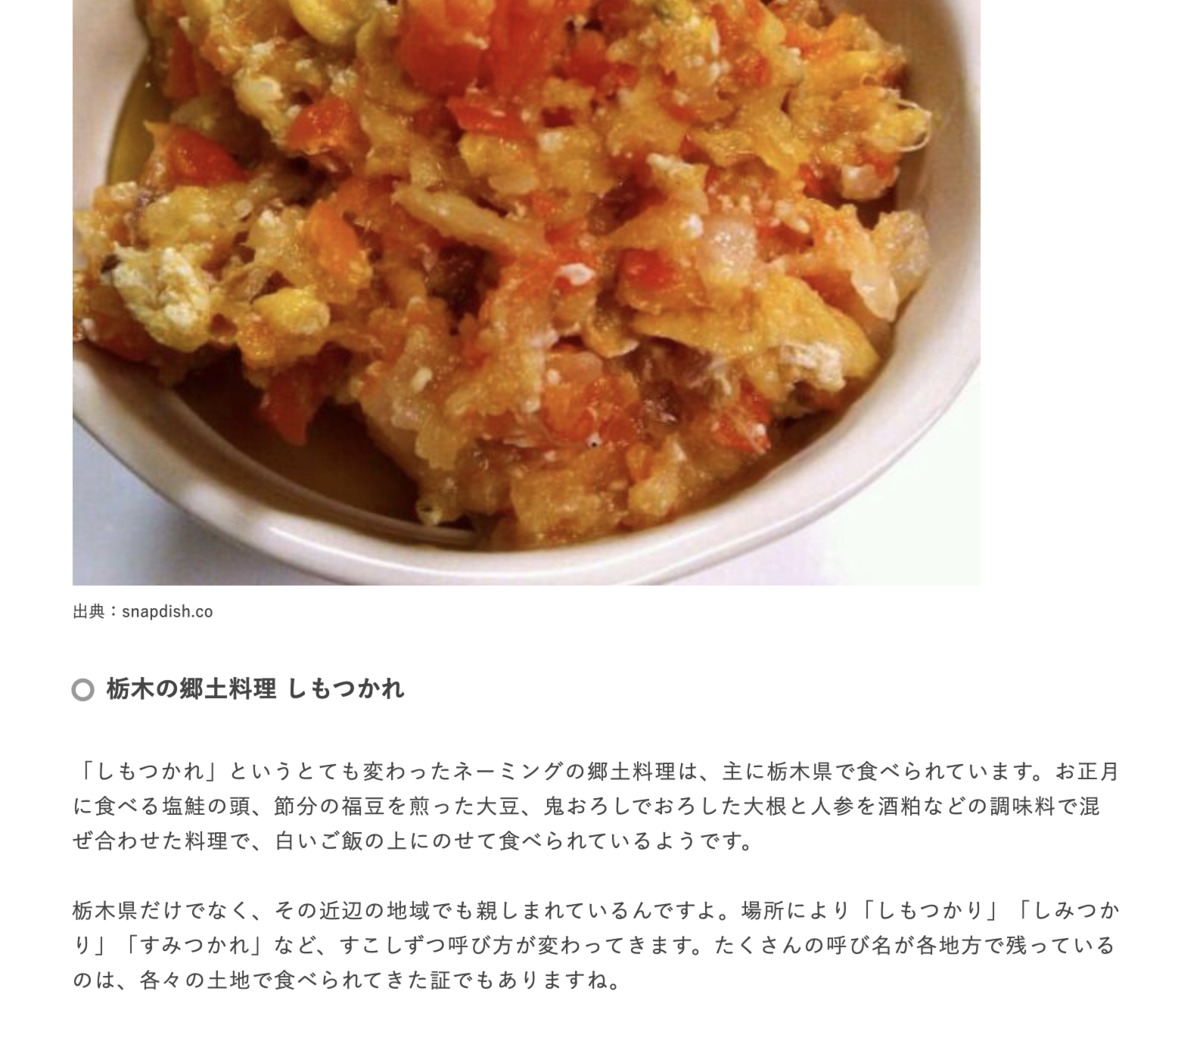 出典：snapdish.co
栃木の郷土料理 しもつかれ
「しもつかれ」というとても変わったネーミングの郷土料理は、主に栃木県で食べられています。お正月
に食べる塩鮭の頭、節分の福豆を煎った大豆、鬼おろしでおろした大根と人参を酒粕などの調味料で混
ぜ合わせた料理で、白いご飯の上にのせて食べられているようです。
栃木県だけでなく、その近辺の地域でも親しまれているんですよ。場所により「しもつかり」「しみつか
り」「すみつかれ」など、すこしずつ呼び方が変わってきます。たくさんの呼び名が各地方で残っている
のは、各々の土地で食べられてきた証でもありますね。